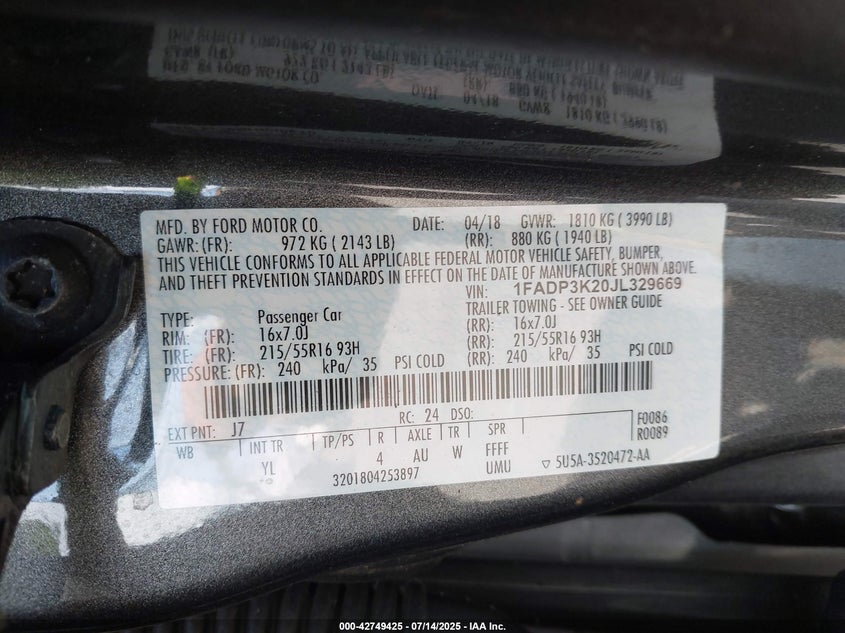 MFD. BY FORD MOTOR CO. DATE: 04/18 GVWR: 1810 KG ( 3990 LB)
GAWR: (FR): 972 KG ( 2143 LB) (RR): 880 KG ( 1940 LB)
THIS VEHICLE CONFORMS TO ALL APPLICABLE FEDERAL MOTOR VEHICLE SAFETY, BUMPER,
AND THEFT PREVENTION STANDARDS IN EFFECT ON THE DATE OF MANUFACTURE SHOWN ABOVE.
VIN: 1FADP3K20JL329669
TYPE: Passenger Car TRAILER TOWING - SEE OWNER GUIDE
RIM: (FR): 16x7.0J (RR): 16x7.0J
TIRE: (FR): 215/55R16 93H (RR): 215/55R16 93H
PRESSURE: (FR): 240 kPa/ 35 PSI COLD (RR): 240 kPa/ 35 PSI COLD
EXT PNT: J7 RC: 24 DSO: F0086
WB INT TR TP/PS R AXLE TR SPR R0089
YL 4 AU W FFFF
3201804253897 UMU ▽ 5U5A-3520472-AA
000-42749425 | 07/14/2025 - IAA Inc.